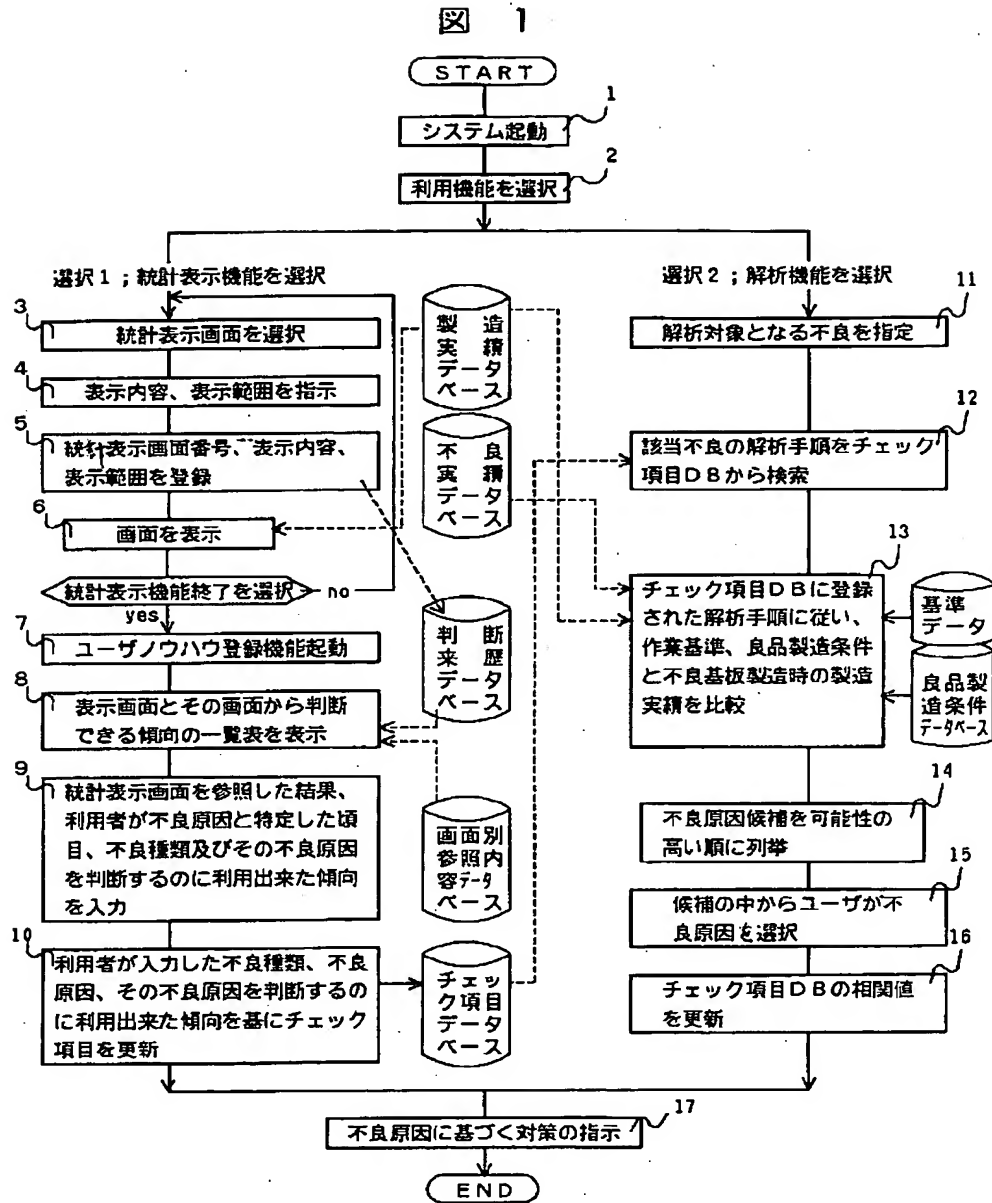 図 1
START
1
システム起動
2
利用機能を選択
選択1；統計表示機能を選択
3
統計表示画面を選択
4
表示内容、表示範囲を指示
5
統計表示画面番号、表示内容、
表示範囲を登録
6
画面を表示
統計表示機能終了を選択
no
yes
7
ユーザノウハウ登録機能起動
8
表示画面とその画面から判断
できる傾向の一覧表を表示
9
統計表示画面を参照した結果、
利用者が不良原因と特定した項
目、不良種類及びその不良原因
を判断するのに利用出来た傾向
を入力
10
利用者が入力した不良種類、不良
原因、その不良原因を判断するの
に利用出来た傾向を基にチェック
項目を更新
製造
実績
データ
ベース
不良
実績
データ
ベース
判断
来歴
データ
ベース
画面別
参照内
容データ
ベース
チェッ
ク項目
データ
ベース
選択2；解析機能を選択
11
解析対象となる不良を指定
12
該当不良の解析手順をチェック
項目DBから検索
13
チェック項目DBに登録
された解析手順に従い、
作業基準、良品製造条件
と不良基板製造時の製造
実績を比較
基準
データ
良品製
造条件
データベース
14
不良原因候補を可能性の
高い順に列挙
15
候補の中からユーザが不
良原因を選択
16
チェック項目DBの相関値
を更新
17
不良原因に基づく対策の指示
END